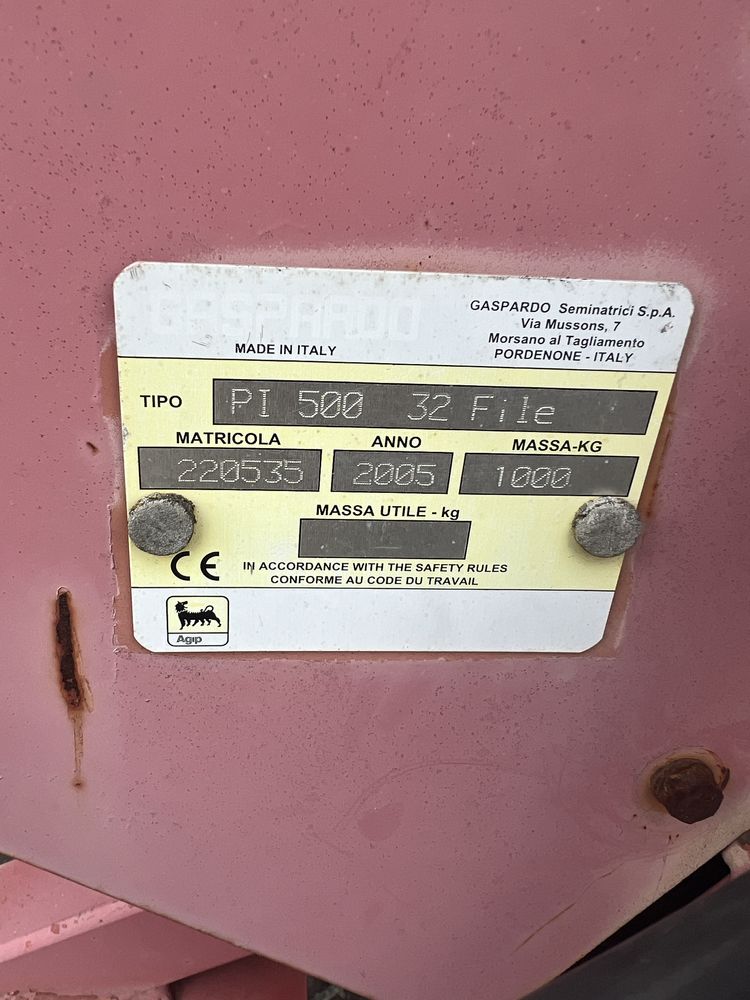 GASPARDO
GASPARDO Seminatrici S.p.A.
Via Mussons, 7
Morsano al Tagliamento
PORDENONE - ITALY
MADE IN ITALY
TIPO PI 500 32 File
MATRICOLA ANNO MASSA-KG
220535 2005 1000
MASSA UTILE - kg
CE IN ACCORDANCE WITH THE SAFETY RULES
CONFORME AU CODE DU TRAVAIL
Agip